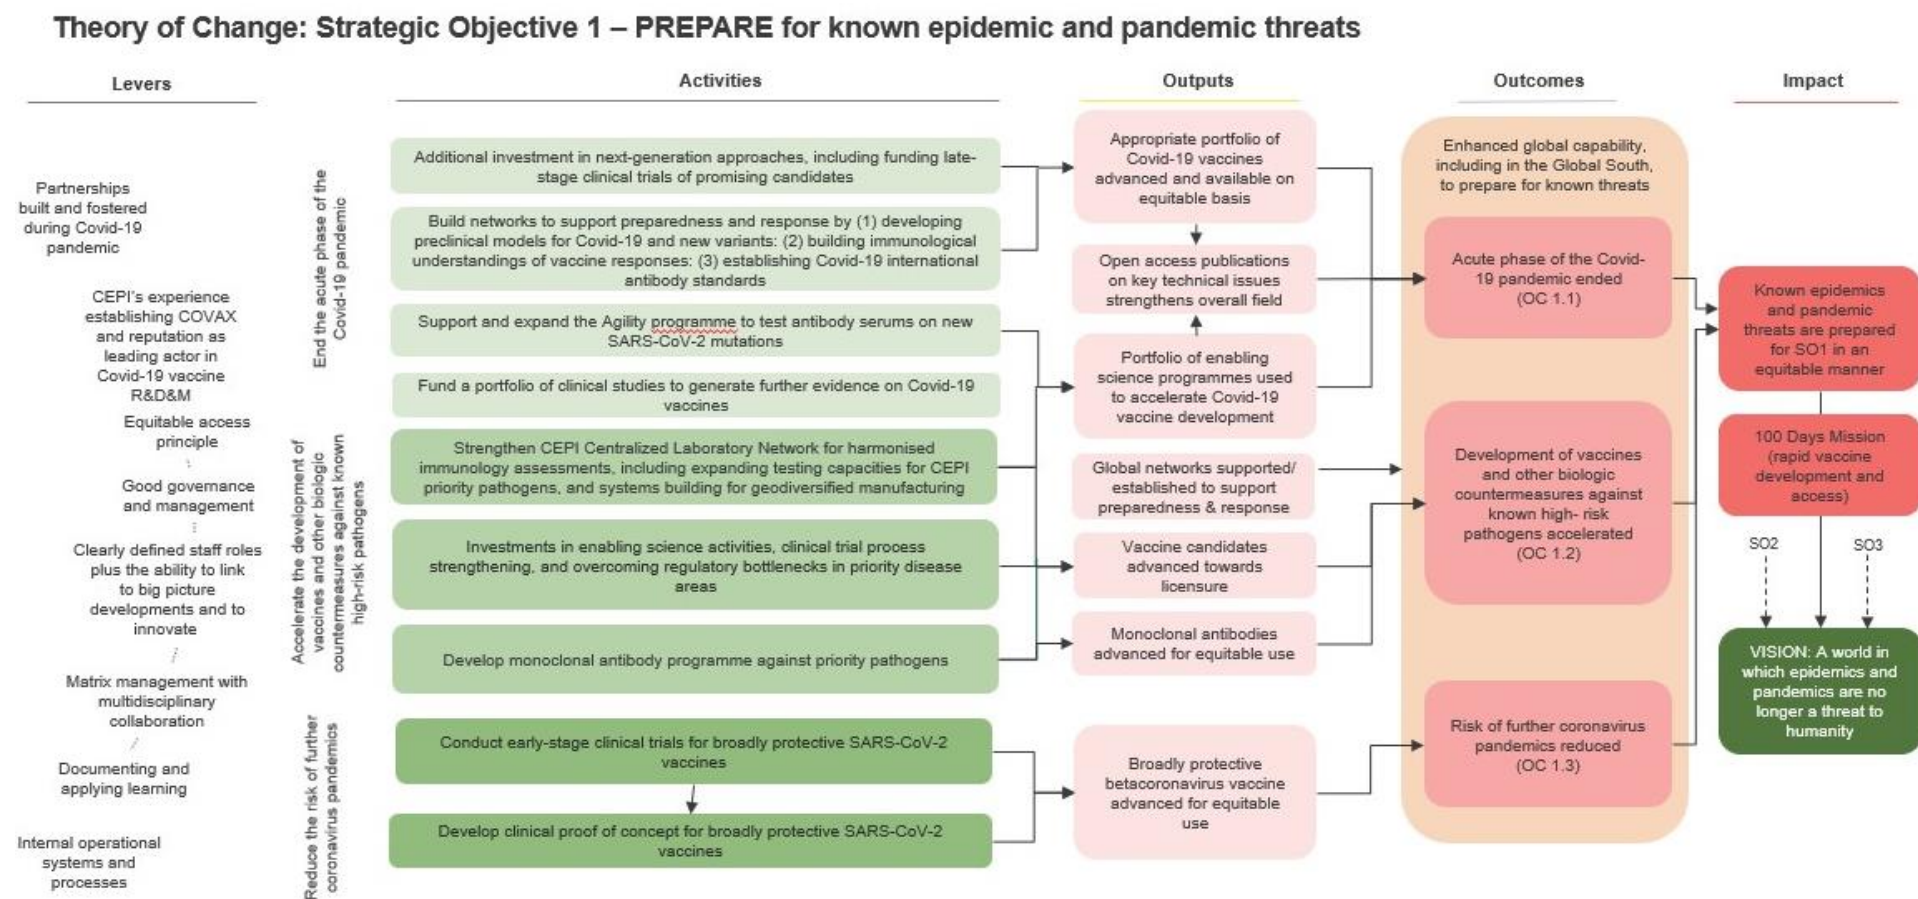 Theory of Change: Strategic Objective 1 – PREPARE for known epidemic and pandemic threats
Levers
Activities
Outputs
Outcomes
Impact
Partnerships
built and fostered
during Covid-19
pandemic
CEPI's experience
establishing COVAX
and reputation as
leading actor in
Covid-19 vaccine
R&D&M
Equitable access
principle
Good governance
and management
Clearly defined staff roles
plus the ability to link
to big picture
developments and to
innovate
Matrix management with
multidisciplinary
collaboration
Documenting and
applying learning
Internal operational
systems and
processes
End the acute phase of the
Covid-19 pandemic
Accelerate the development of
vaccines and other biologic
countermeasures against known
high-risk pathogens
Reduce the risk of further
coronavirus pandemics
Additional investment in next-generation approaches, including funding late-
stage clinical trials of promising candidates
Build networks to support preparedness and response by (1) developing
preclinical models for Covid-19 and new variants: (2) building immunological
understandings of vaccine responses: (3) establishing Covid-19 international
antibody standards
Support and expand the Agility programme to test antibody serums on new
SARS-CoV-2 mutations
Fund a portfolio of clinical studies to generate further evidence on Covid-19
vaccines
Strengthen CEPI Centralized Laboratory Network for harmonised
immunology assessments, including expanding testing capacities for CEPI
priority pathogens, and systems building for geodiversified manufacturing
Investments in enabling science activities, clinical trial process
strengthening, and overcoming regulatory bottlenecks in priority disease
areas
Develop monoclonal antibody programme against priority pathogens
Conduct early-stage clinical trials for broadly protective SARS-CoV-2
vaccines
Develop clinical proof of concept for broadly protective SARS-CoV-2
vaccines
Appropriate portfolio of
Covid-19 vaccines
advanced and available on
equitable basis
Open access publications
on key technical issues
strengthens overall field
Portfolio of enabling
science programmes used
to accelerate Covid-19
vaccine development
Global networks supported/
established to support
preparedness & response
Vaccine candidates
advanced towards
licensure
Monoclonal antibodies
advanced for equitable use
Broadly protective
betacoronavirus vaccine
advanced for equitable
use
Enhanced global capability,
including in the Global South,
to prepare for known threats
Acute phase of the Covid-
19 pandemic ended
(OC 1.1)
Development of vaccines
and other biologic
countermeasures against
known high- risk
pathogens accelerated
(OC 1.2)
Risk of further coronavirus
pandemics reduced
(OC 1.3)
Known epidemics
and pandemic
threats are prepared
for SO1 in an
equitable manner
100 Days Mission
(rapid vaccine
development and
access)
SO2
SO3
VISION: A world in
which epidemics and
pandemics are no
longer a threat to
humanity